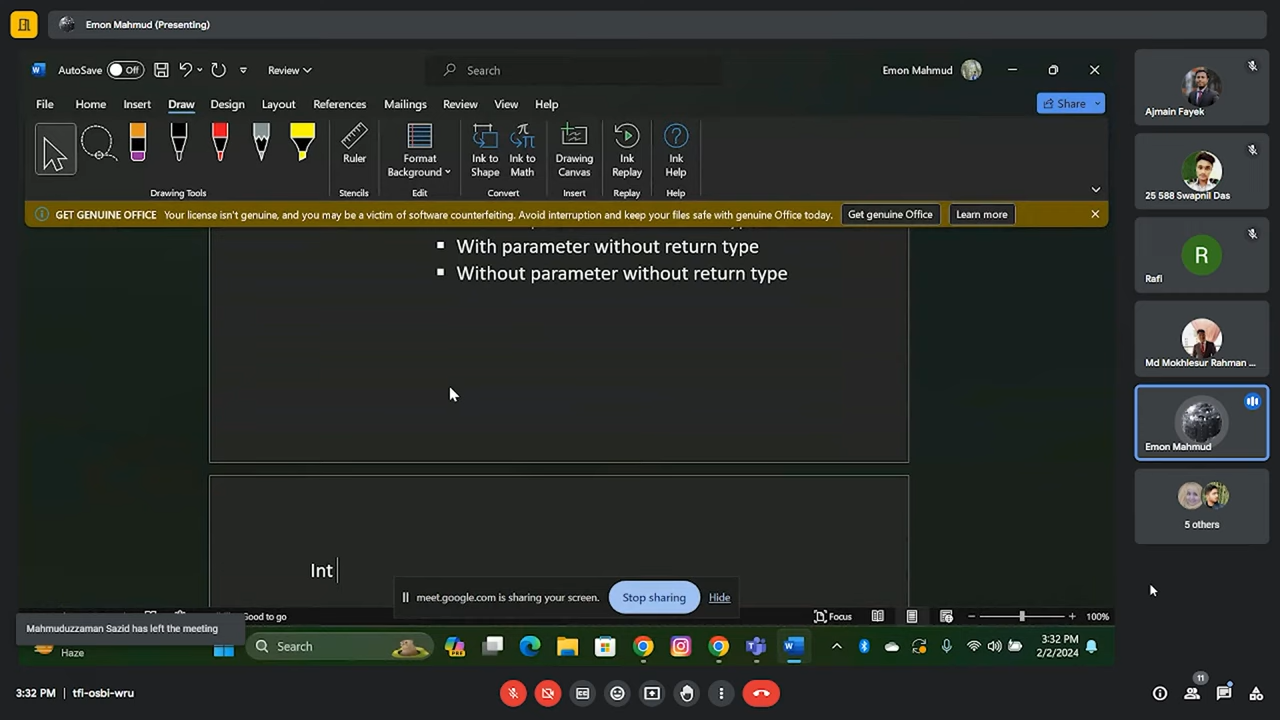 Emon Mahmud (Presenting)
AutoSave Off Review Search Emon Mahmud
File Home Insert Draw Design Layout References Mailings Review View Help Share
Ruler Format Background Ink to Shape Ink to Math Drawing Canvas Ink Replay Ink Help
Drawing Tools Stencils Edit Convert Insert Replay Help
GET GENUINE OFFICE Your license isn't genuine, and you may be a victim of software counterfeiting. Avoid interruption and keep your files safe with genuine Office today. Get genuine Office Learn more
With parameter without return type
Without parameter without return type
Int
meet.google.com is sharing your screen. Stop sharing Hide
Good to go Focus 100%
Mahmuduzzaman Sazid has left the meeting
Haze Search 3:32 PM
2/2/2024
Ajmain Fayek
25 588 Swapnil Das
R
Rafi
Md Mokhlesur Rahman ...
Emon Mahmud
5 others
3:32 PM | tfi-osbi-wru
11